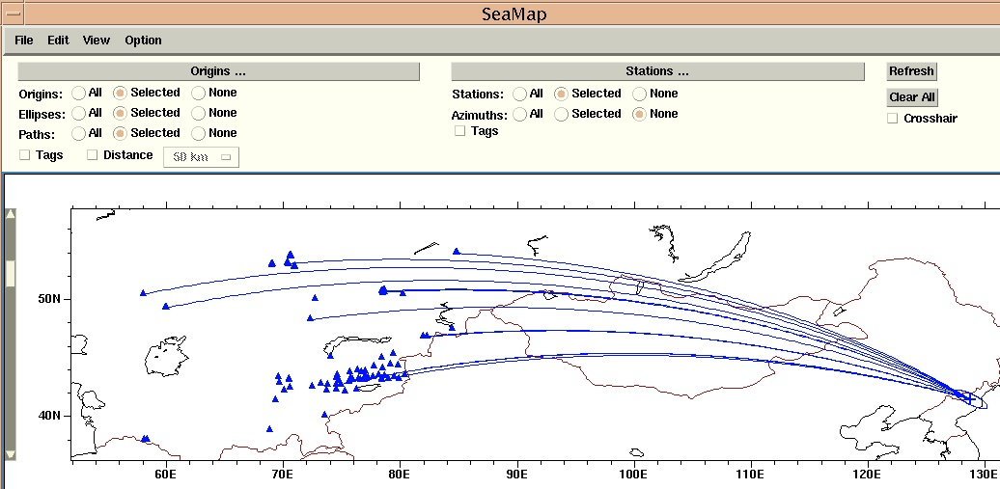 SeaMap
File Edit View Option
Origins ...
Stations ...
Refresh
Origins: All Selected None
Stations: All Selected None
Clear All
Ellipses: All Selected None
Azimuths: All Selected None
Crosshair
Paths: All Selected None
Tags
Tags Distance 50 km
50N
40N
60E 70E 80E 90E 100E 110E 120E 130E